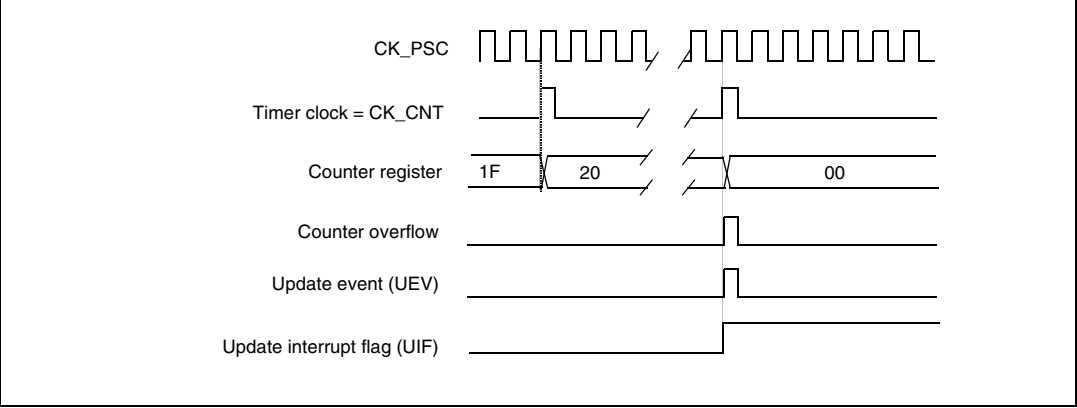 CK_PSC
Timer clock = CK_CNT
Counter register
1F
20
00
Counter overflow
Update event (UEV)
Update interrupt flag (UIF)